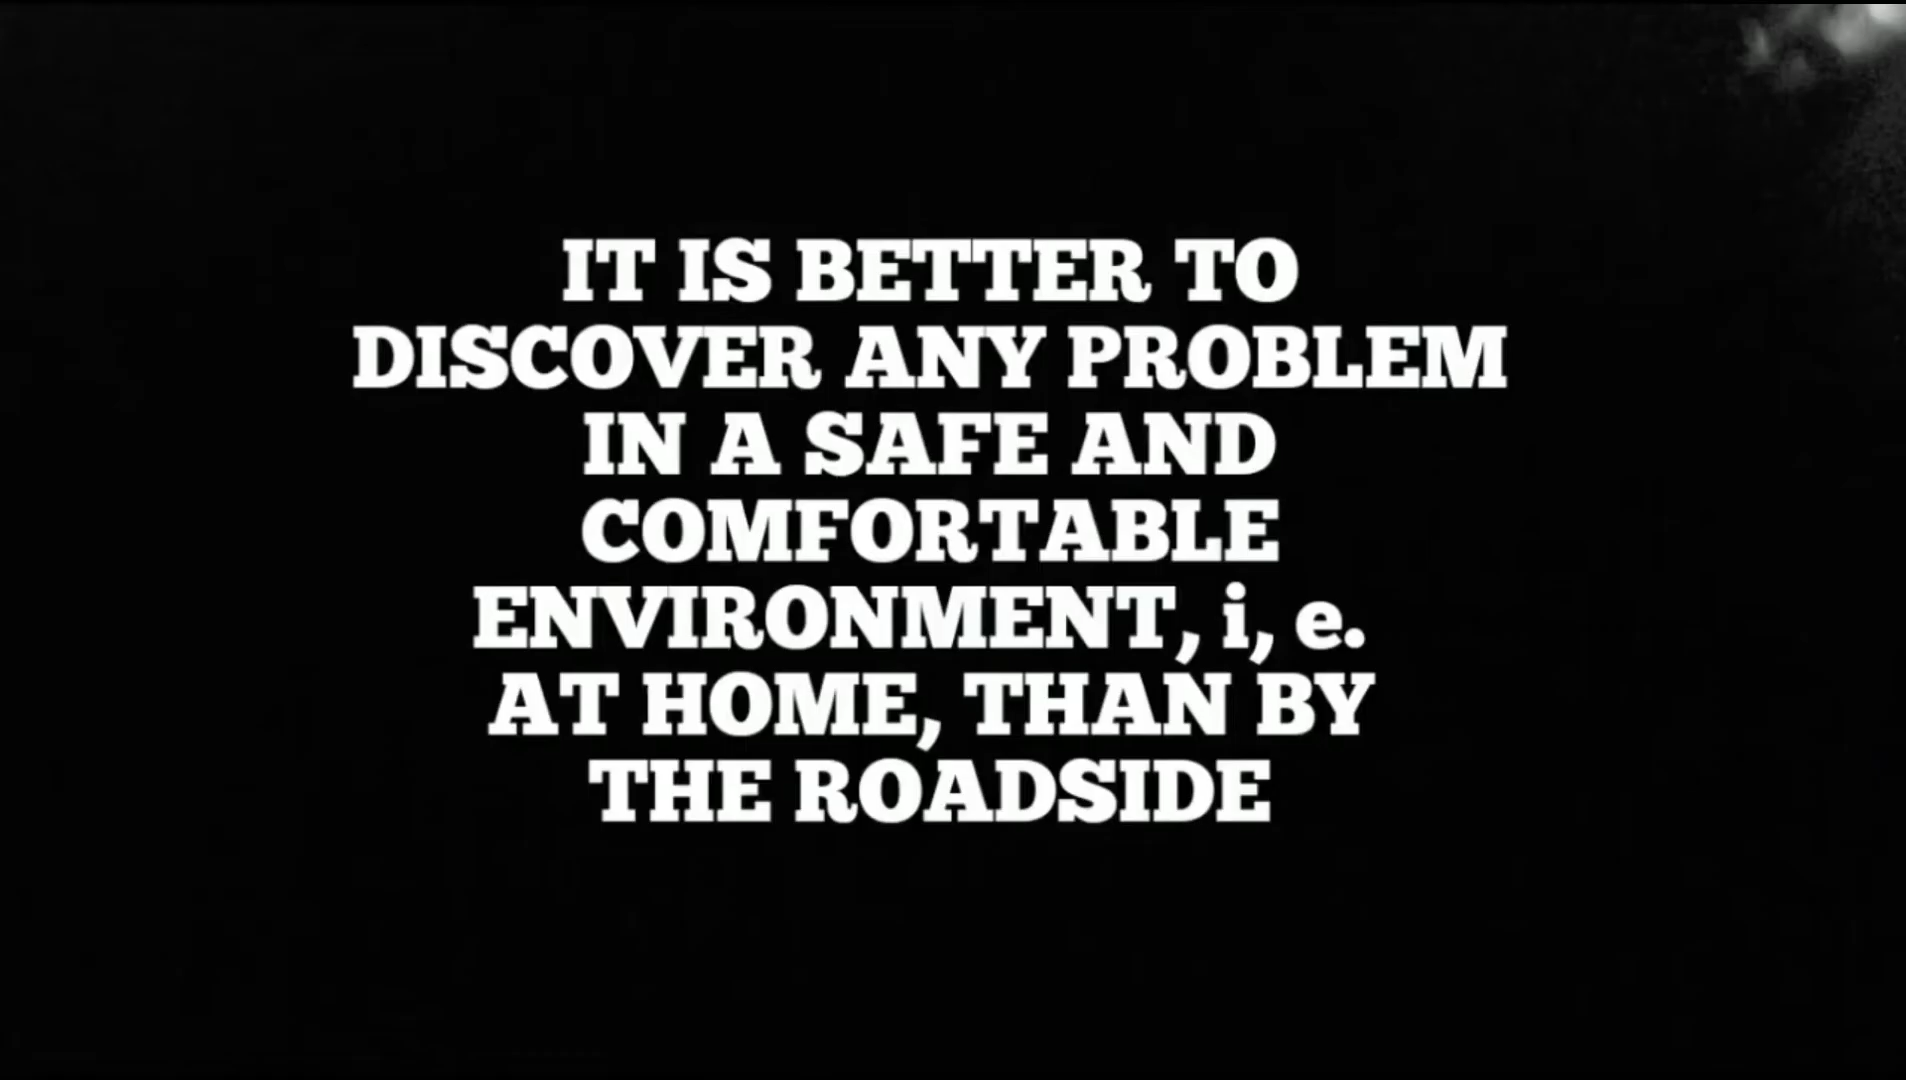 IT IS BETTER TO
DISCOVER ANY PROBLEM
IN A SAFE AND
COMFORTABLE
ENVIRONMENT, i, e.
AT HOME, THAN BY
THE ROADSIDE